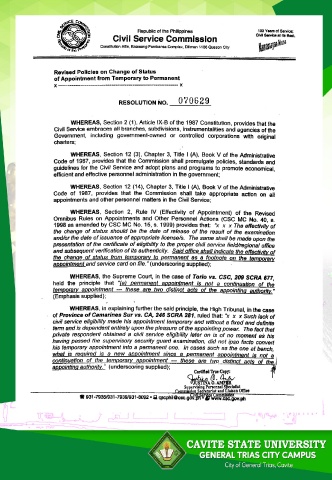 Republic of the Philippines
Civil Service Commission
Constitution Hills, Batasang Pambansa Complex, Diliman 1126 Quezon City
100 Years of Service:
Civil Service at its Best.
Revised Policies on Change of Status
of Appointment from Temporary to Permanent
x ---------------------------------------------------- x
RESOLUTION NO. 070629
WHEREAS, Section 2 (1), Article IX-B of the 1987 Constitution, provides that the
Civil Service embraces all branches, subdivisions, instrumentalities and agencies of the
Government, including government-owned or controlled corporations with original
charters;
WHEREAS, Section 12 (3), Chapter 3, Title I (A), Book V of the Administrative
Code of 1987, provides that the Commission shall promulgate policies, standards and
guidelines for the Civil Service and adopt plans and programs to promote economical,
efficient and effective personnel administration in the government;
WHEREAS, Section 12 (14), Chapter 3, Title I (A), Book V of the Administrative
Code of 1987, provides that the Commission shall take appropriate action on all
appointments and other personnel matters in the Civil Service;
WHEREAS, Section 2, Rule IV (Effectivity of Appointment) of the Revised
Omnibus Rules on Appointments and Other Personnel Actions (CSC MC No. 40, s.
1998 as amended by CSC MC No. 15, s. 1999) provides that: "x x x The effectivity of
the change of status should be the date of release of the result of the examination
and/or the date of issuance of appropriate license/s. The same shall be made upon the
presentation of the certificate of eligibility to the proper civil service field/regional office
and subsequent verification of its authenticity. Said office shall indicate the effectivity of
the change of status from temporary to permanent as a footnote on the temporary
appointment and service card on file." (underscoring supplied);
WHEREAS, the Supreme Court, in the case of Torio vs. CSC, 209 SCRA 677,
held the principle that "[a] permanent appointment is not a continuation of the
temporary appointment — these are two distinct acts of the appointing authority."
(Emphasis supplied);
WHEREAS, in explaining further the said principle, the High Tribunal, in the case
of Province of Camarines Sur vs. CA, 246 SCRA 281, ruled that: "x x x Such lack of
civil service eligibility made his appointment temporary and without a fixed and definite
term and is dependent entirely upon the pleasure of the appointing power. The fact that
private respondent obtained a civil service eligibility later on is of no moment as his
having passed the supervisory security guard examination, did not ipso facto convert
his temporary appointment into a permanent one. In cases such as the one at bench,
what is required is a new appointment since a permanent appointment is not a
continuation of the temporary appointment — these are two distinct acts of the
appointing authority." (underscoring supplied);
Certified True Copy:
Supervising Personnel Specialist
Commission Secretariat and Liaison Office
Civil Service Commission
931-7935/931-7939/931-8092 • cscphil@csc.gov.ph • www.csc.gov.ph
CAVITE STATE UNIVERSITY
GENERAL TRIAS CITY CAMPUS
City of General Trias, Cavite